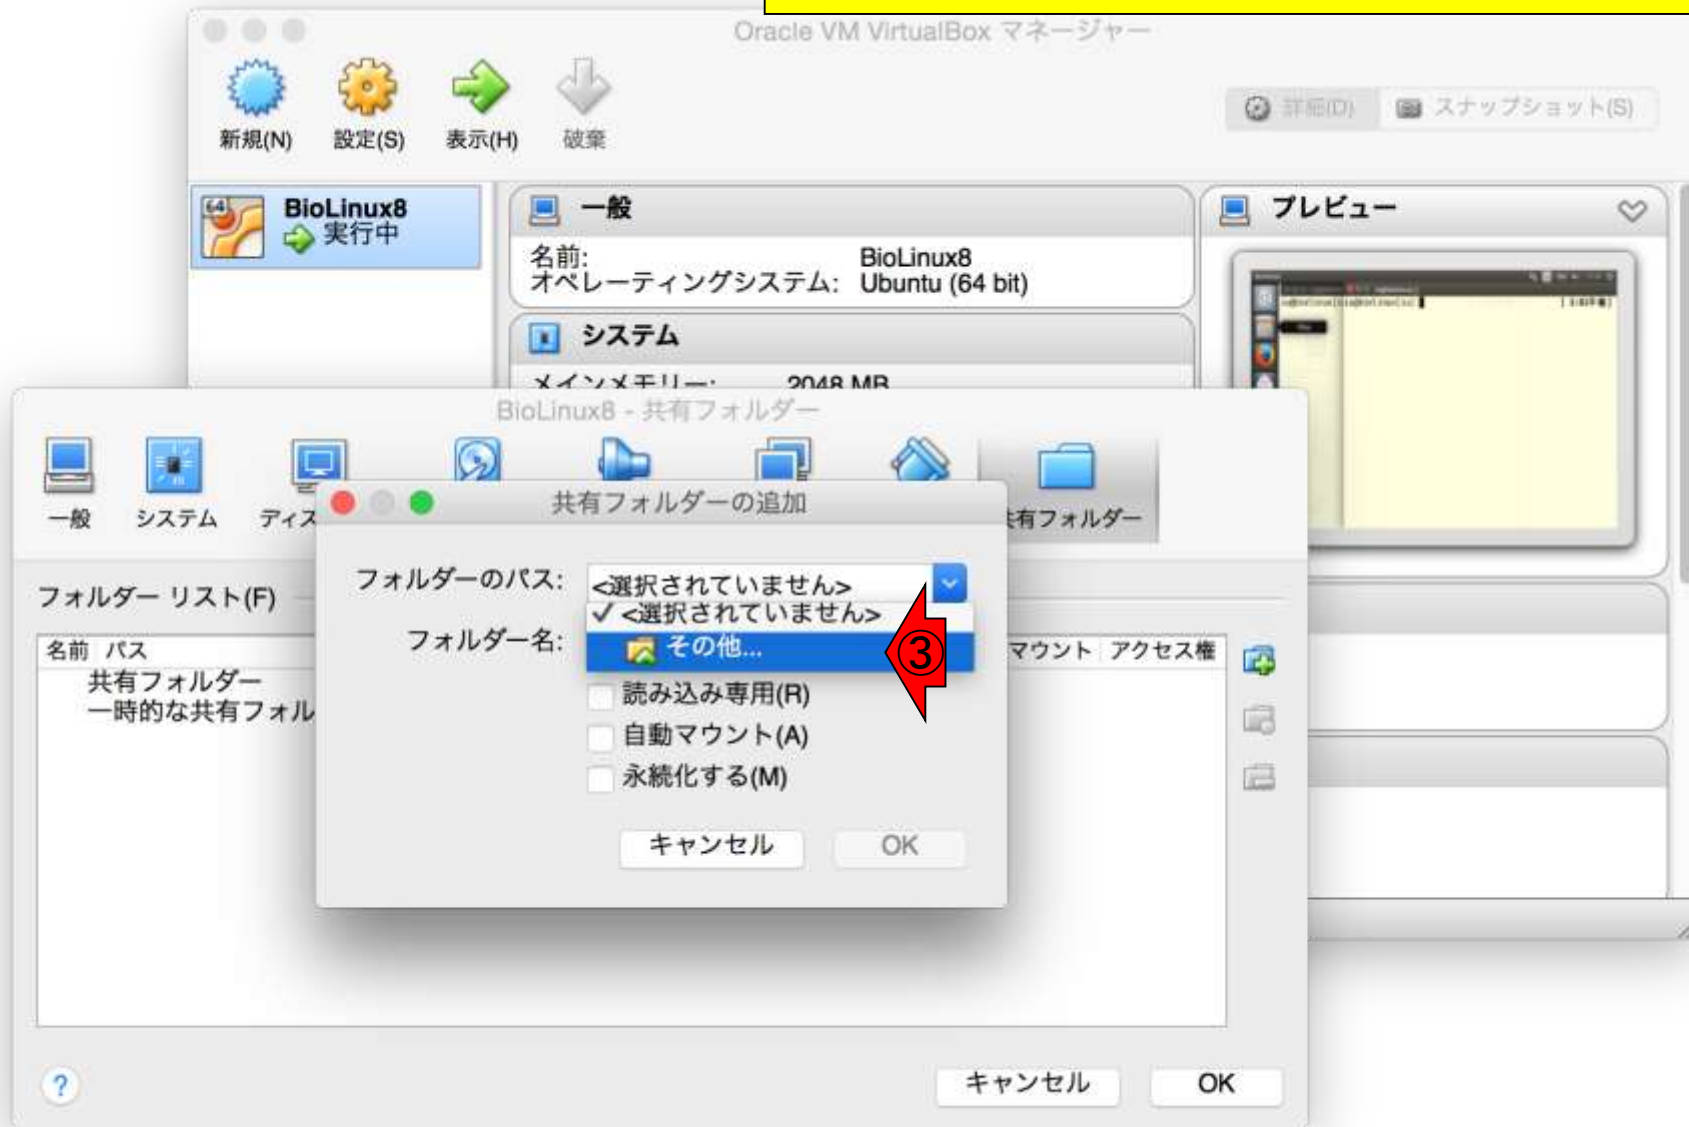 Oracle VM VirtualBox マネージャー
新規(N) 設定(S) 表示(H) 破棄
詳細(D) スナップショット(S)
64 BioLinux8
実行中
一般
名前: BioLinux8
オペレーティングシステム: Ubuntu (64 bit)
システム
メインメモリー: 2048 MB
プレビュー
BioLinux8 - 共有フォルダー
一般 システム ディス
共有フォルダー
フォルダー リスト(F)
名前 パス マウント アクセス権
共有フォルダー
一時的な共有フォル
共有フォルダーの追加
フォルダーのパス: <選択されていません>
✓ <選択されていません>
その他...
③
フォルダー名:
読み込み専用(R)
自動マウント(A)
永続化する(M)
キャンセル OK
? キャンセル OK